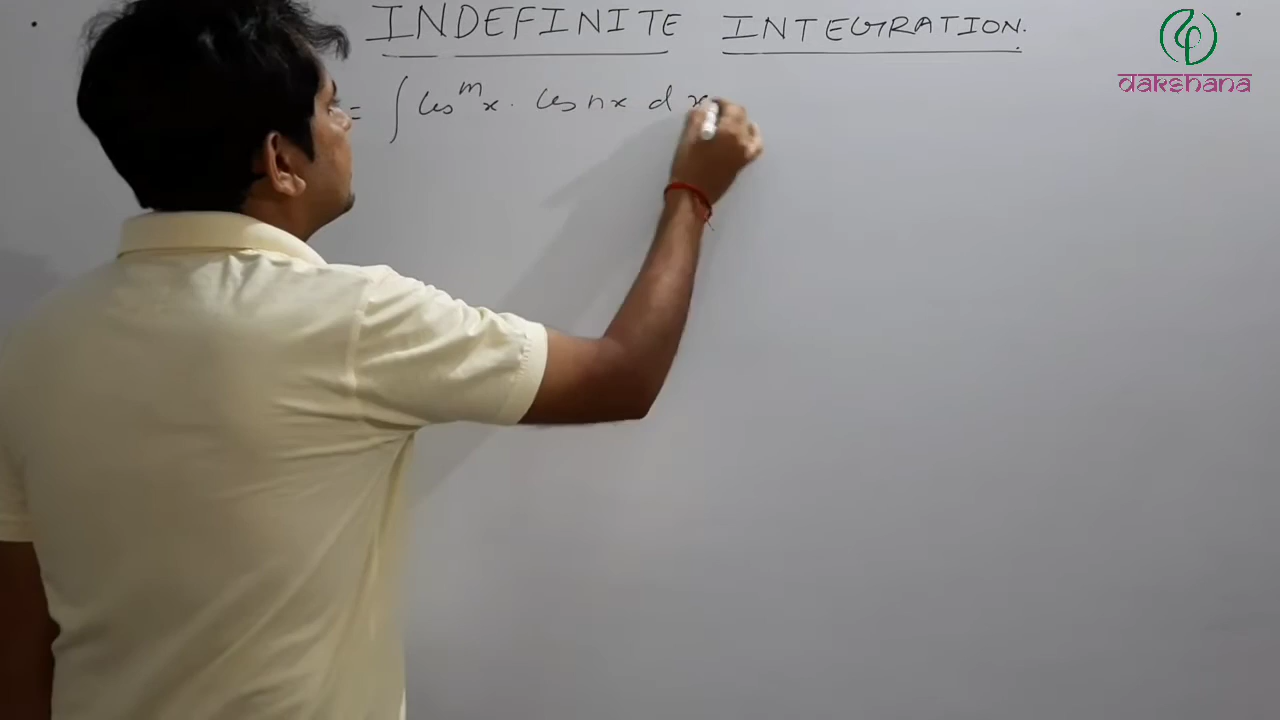 INDEFINITE INTEGRATION.
= ∫ cos^m x . cos nx dx
dakshana